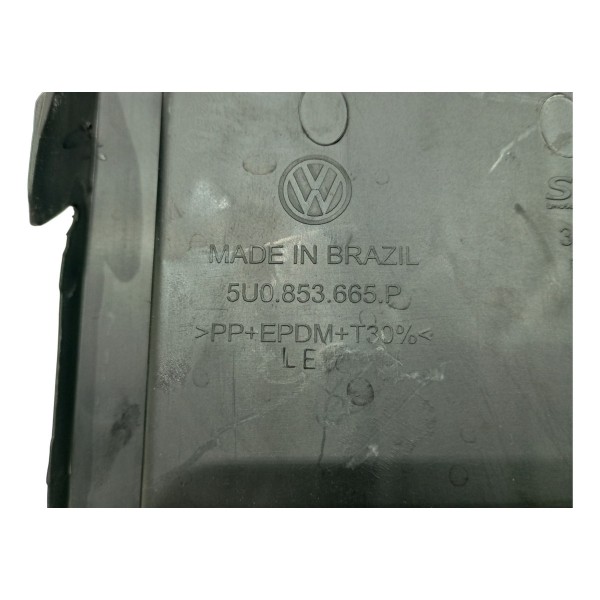 MADE IN BRAZIL
5U0.853.665.P
>PP+EPDM+T30%<
LE